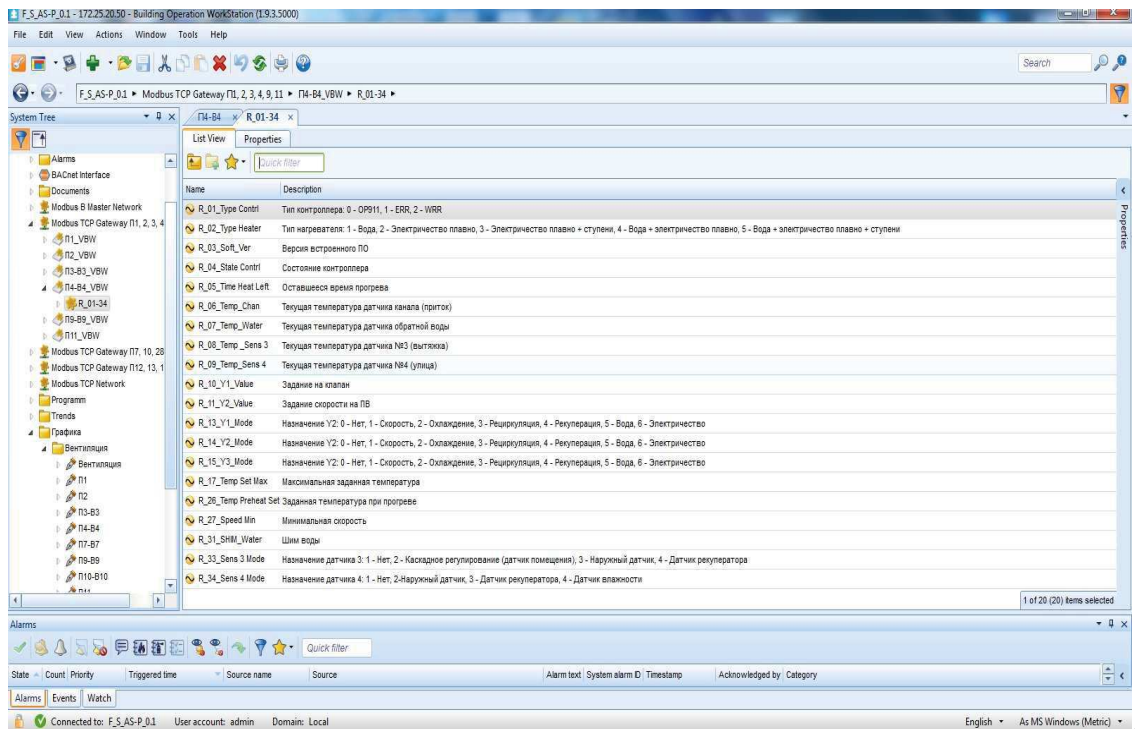 F_S_AS-P_0.1 - 172.25.20.50 - Building Operation WorkStation (1.9.3.5000)
File Edit View Actions Window Tools Help
Search
F_S_AS-P_0.1 ▸ Modbus TCP Gateway П1, 2, 3, 4, 9, 11 ▸ П4-В4_VBW ▸ R_01-34 ▸
System Tree
Alarms
BACnet Interface
Documents
Modbus B Master Network
Modbus TCP Gateway П1, 2, 3, 4
П1_VBW
П2_VBW
П3-В3_VBW
П4-В4_VBW
R_01-34
П9-В9_VBW
П11_VBW
Modbus TCP Gateway П7, 10, 28
Modbus TCP Gateway П12, 13, 1
Modbus TCP Network
Programm
Trends
Графика
Вентиляция
Вентиляция
П1
П2
П3-В3
П4-В4
П7-В7
П9-В9
П10-В10
П11
П4-В4 R_01-34
List View Properties
Quick filter
Name Description
R_01_Type Contrl Тип контроллера: 0 - OP911, 1 - ERR, 2 - WRR
R_02_Type Heater Тип нагревателя: 1 - Вода, 2 - Электричество плавно, 3 - Электричество плавно + ступени, 4 - Вода + электричество плавно, 5 - Вода + электричество плавно + ступени
R_03_Soft_Ver Версия встроенного ПО
R_04_State Contrl Состояние контроллера
R_05_Time Heat Left Оставшееся время прогрева
R_06_Temp_Chan Текущая температура датчика канала (приток)
R_07_Temp_Water Текущая температура датчика обратной воды
R_08_Temp _Sens 3 Текущая температура датчика №3 (вытяжка)
R_09_Temp_Sens 4 Текущая температура датчика №4 (улица)
R_10_Y1_Value Задание на клапан
R_11_Y2_Value Задание скорости на ПВ
R_13_Y1_Mode Назначение Y2: 0 - Нет, 1 - Скорость, 2 - Охлаждение, 3 - Рециркуляция, 4 - Рекуперация, 5 - Вода, 6 - Электричество
R_14_Y2_Mode Назначение Y2: 0 - Нет, 1 - Скорость, 2 - Охлаждение, 3 - Рециркуляция, 4 - Рекуперация, 5 - Вода, 6 - Электричество
R_15_Y3_Mode Назначение Y2: 0 - Нет, 1 - Скорость, 2 - Охлаждение, 3 - Рециркуляция, 4 - Рекуперация, 5 - Вода, 6 - Электричество
R_17_Temp Set Max Максимальная заданная температура
R_26_Temp Preheat Set Заданная температура при прогреве
R_27_Speed Min Минимальная скорость
R_31_SHIM_Water Шим воды
R_33_Sens 3 Mode Назначение датчика 3: 1 - Нет, 2 - Каскадное регулирование (датчик помещения), 3 - Наружный датчик, 4 - Датчик рекуператора
R_34_Sens 4 Mode Назначение датчика 4: 1 - Нет, 2-Наружный датчик, 3 - Датчик рекуператора, 4 - Датчик влажности
1 of 20 (20) items selected
Properties
Alarms
Quick filter
State Count Priority Triggered time Source name Source Alarm text System alarm ID Timestamp Acknowledged by Category
Alarms Events Watch
Connected to: F_S_AS-P_0.1 User account: admin Domain: Local English As MS Windows (Metric)